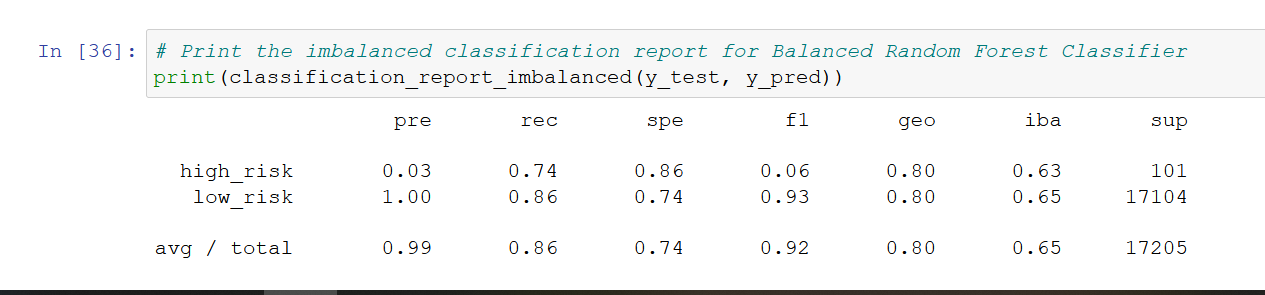 In [36]: # Print the imbalanced classification report for Balanced Random Forest Classifier
print(classification_report_imbalanced(y_test, y_pred))
pre rec spe f1 geo iba sup
high_risk 0.03 0.74 0.86 0.06 0.80 0.63 101
low_risk 1.00 0.86 0.74 0.93 0.80 0.65 17104
avg / total 0.99 0.86 0.74 0.92 0.80 0.65 17205